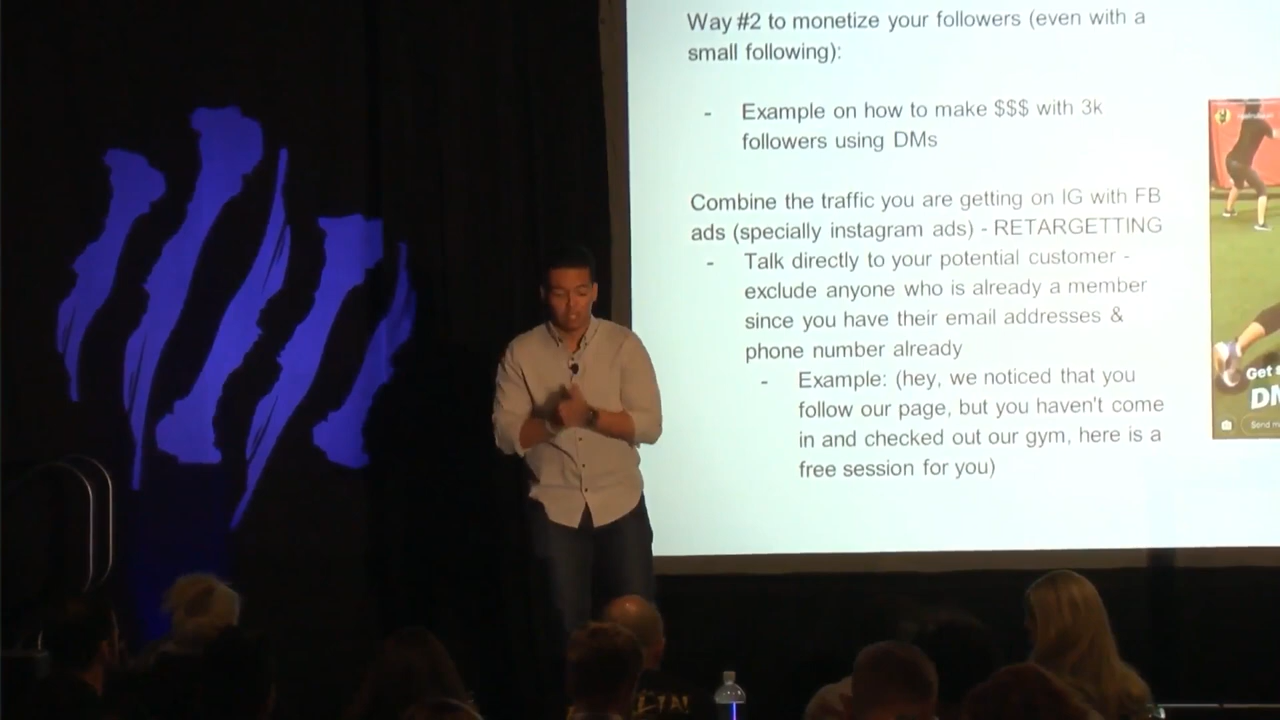 Way #2 to monetize your followers (even with a
small following):
- Example on how to make $$$ with 3k
followers using DMs
Combine the traffic you are getting on IG with FB
ads (specially instagram ads) - RETARGETTING
- Talk directly to your potential customer -
exclude anyone who is already a member
since you have their email addresses &
phone number already
- Example: (hey, we noticed that you
follow our page, but you haven't come
in and checked out our gym, here is a
free session for you)
Get
Send